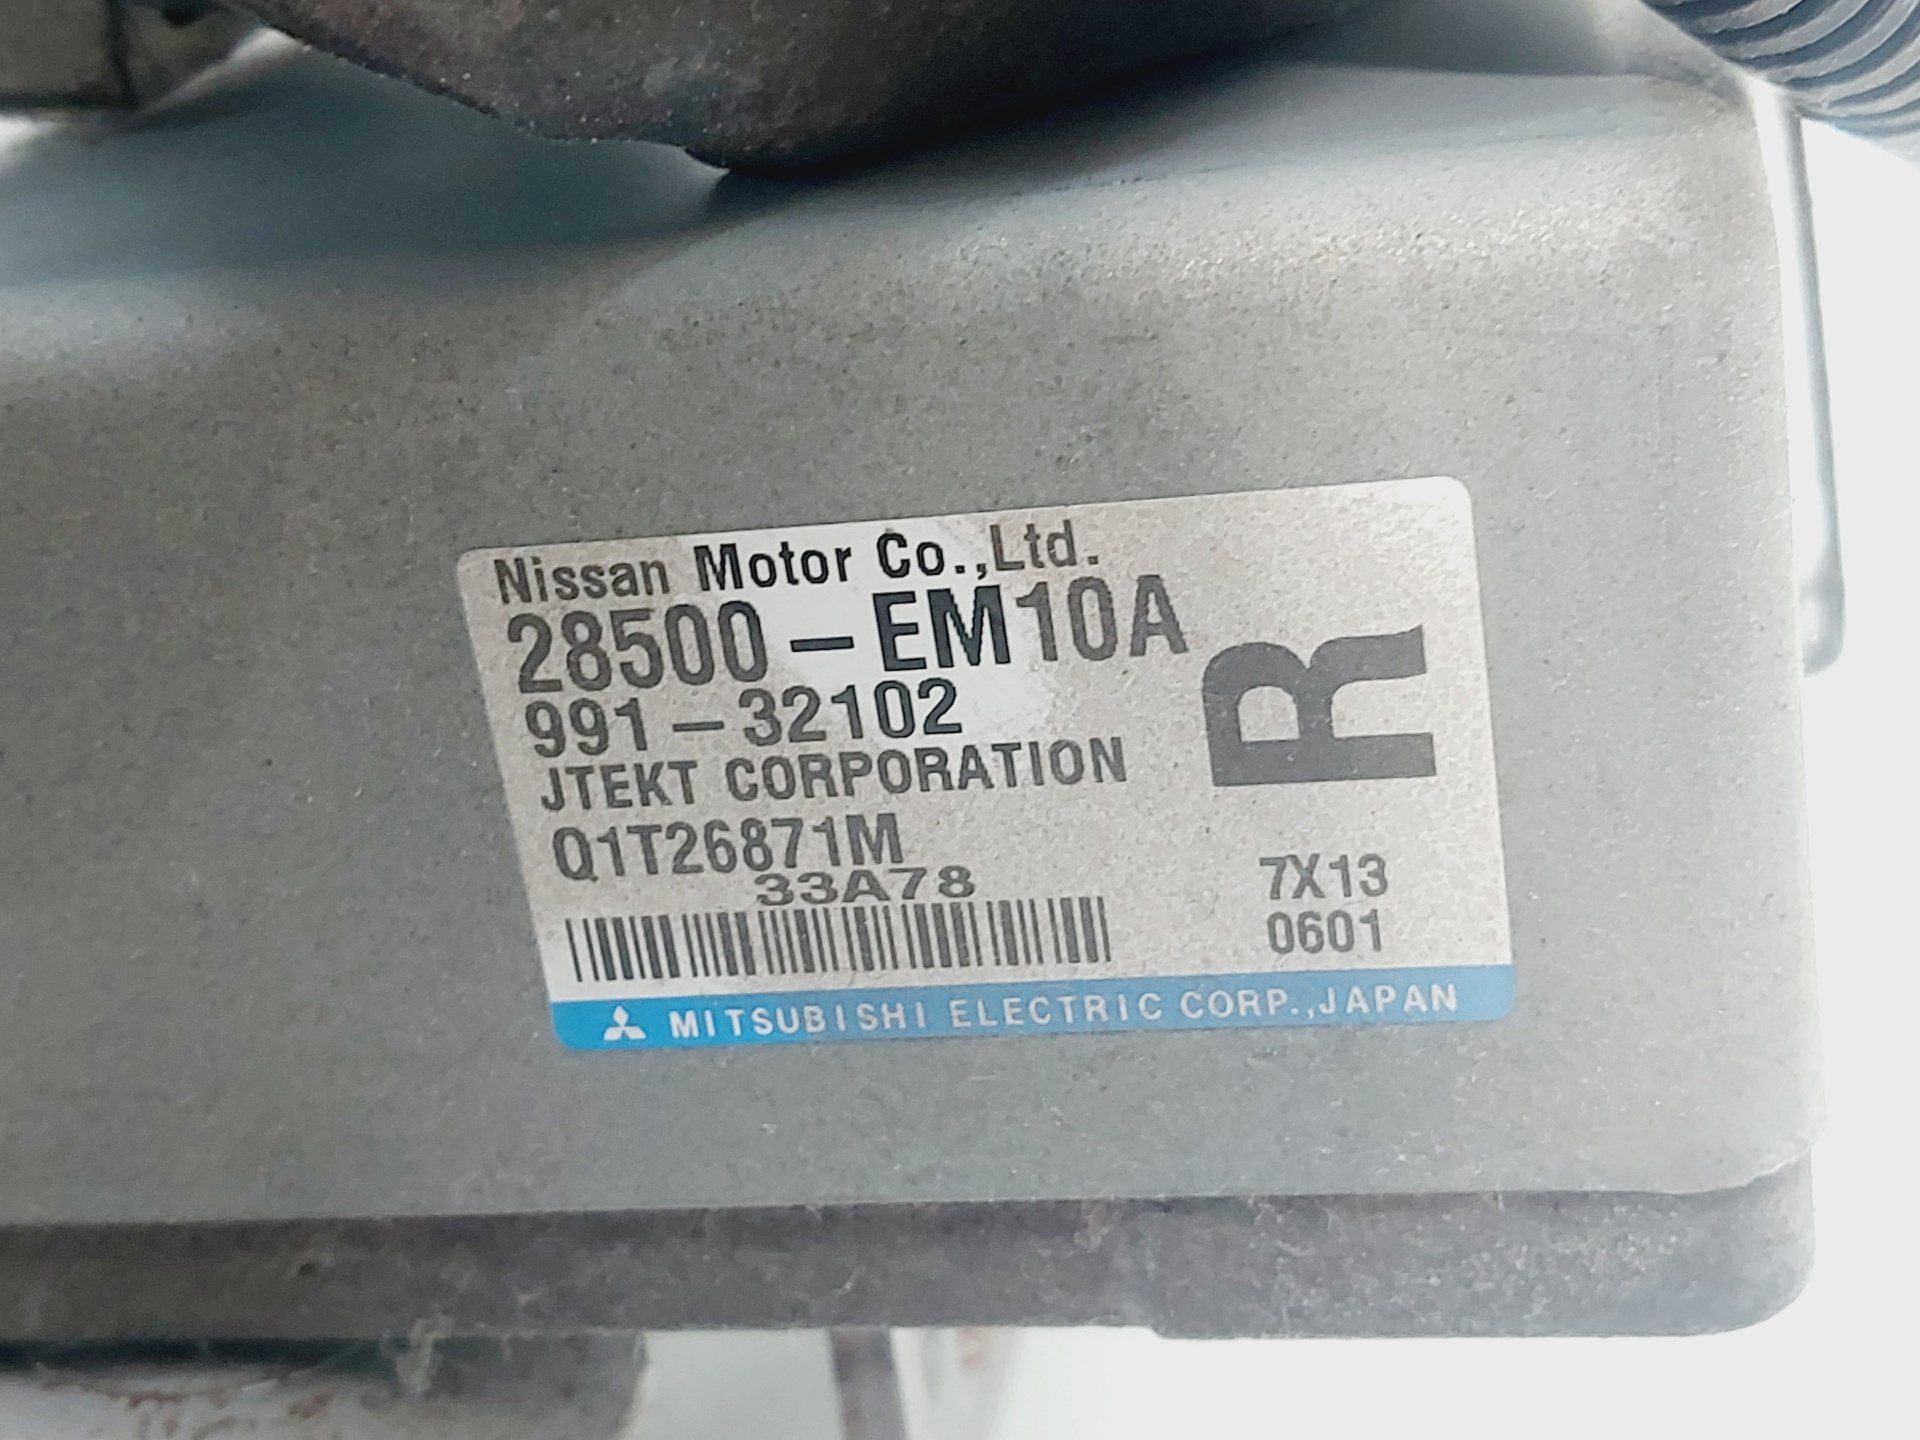 Nissan Motor Co.,Ltd.
28500-EM10A
991-32102
R
JTEKT CORPORATION
Q1T26871M
33A78
7X13
0601
MITSUBISHI ELECTRIC CORP.,JAPAN